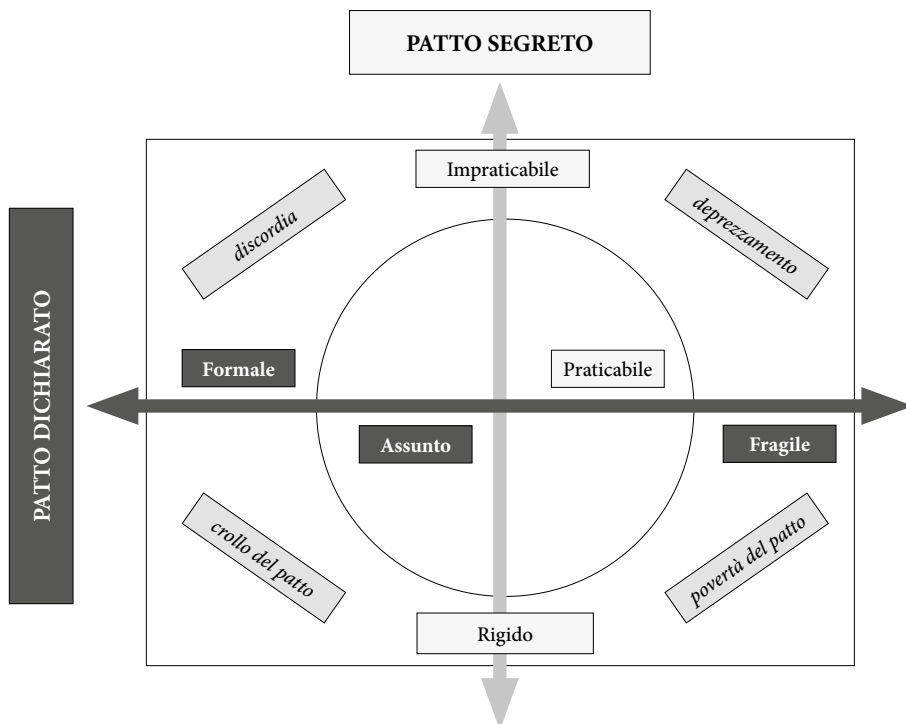 PATTO SEGRETO
Impraticabile
discordia
deprezzamento
PATTO DICHIARATO
Formale
Praticabile
Assunto
Fragile
crollo del patto
povertà del patto
Rigido